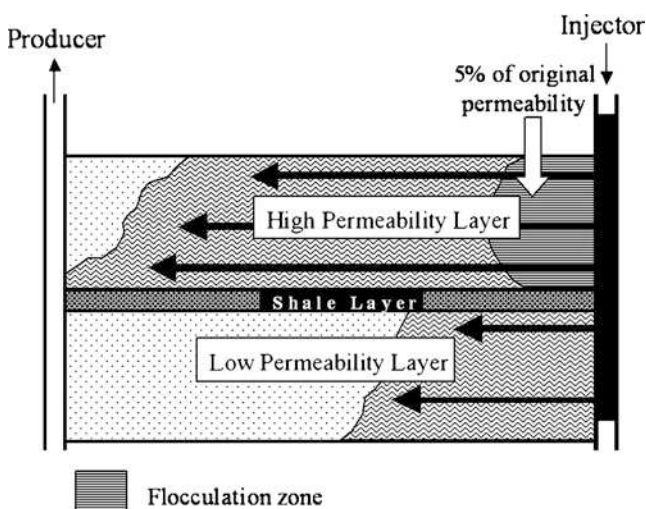 Producer
Injector
5% of original
permeability
High Permeability Layer
Shale Layer
Low Permeability Layer
Flocculation zone